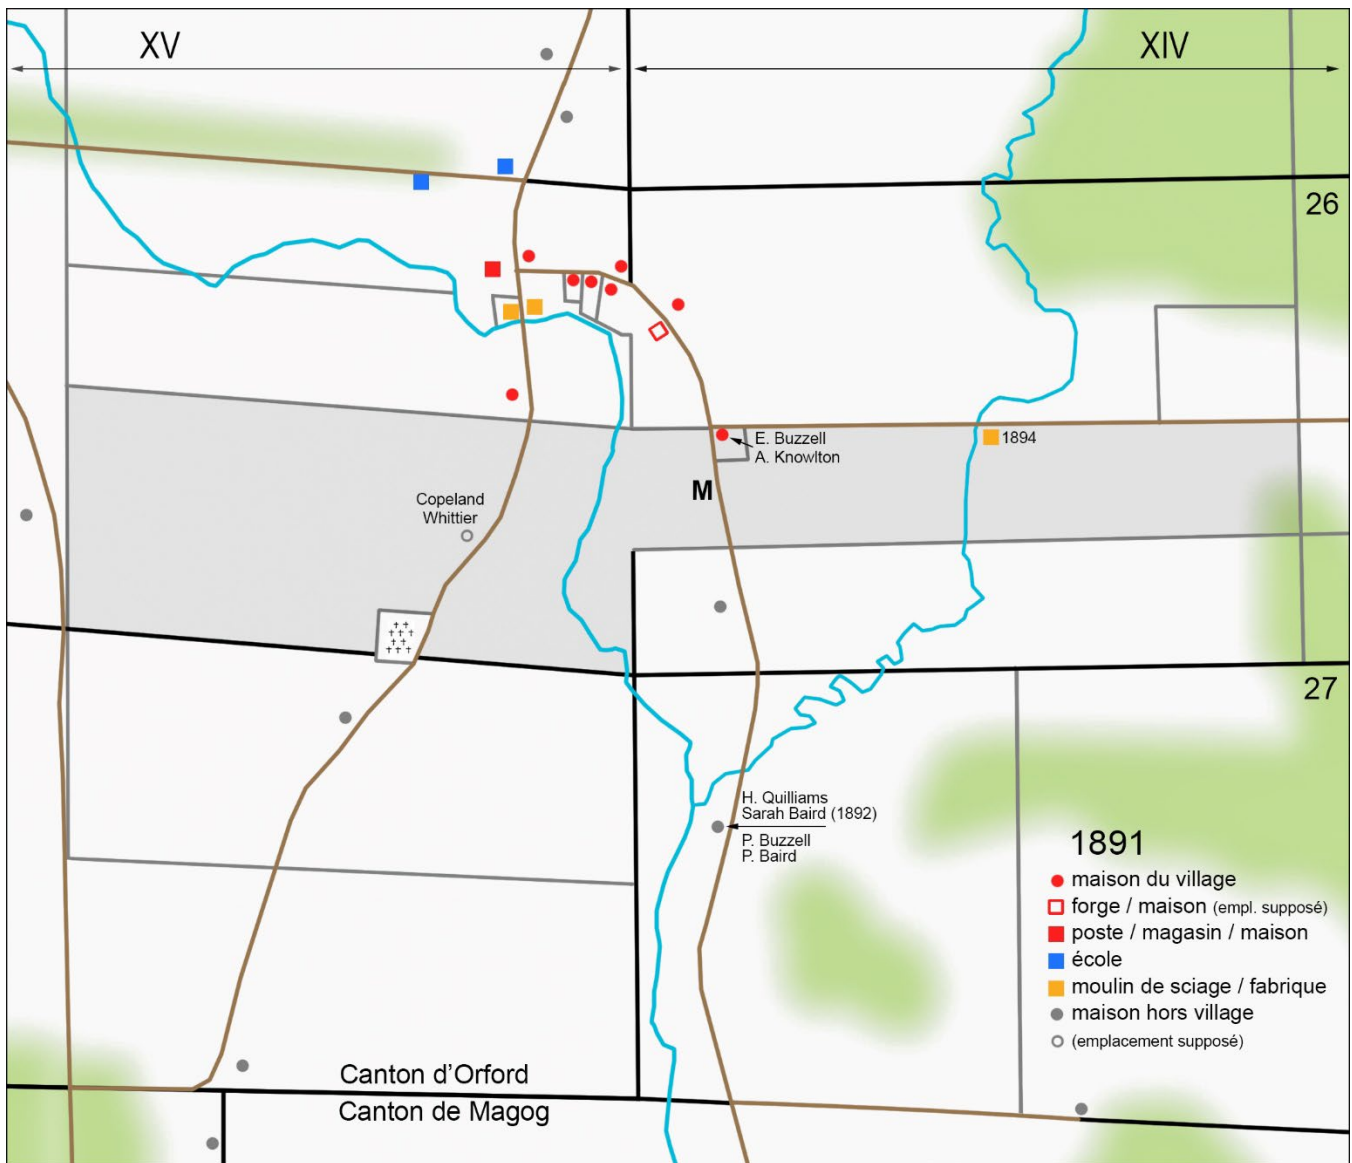 XV
XIV
26
E. Buzzell
A. Knowlton
1894
M
Copeland
Whittier
27
H. Quilliams
Sarah Baird (1892)
P. Buzzell
P. Baird
1891
maison du village
forge / maison (empl. supposé)
poste / magasin / maison
école
moulin de sciage / fabrique
maison hors village
(emplacement supposé)
Canton d'Orford
Canton de Magog